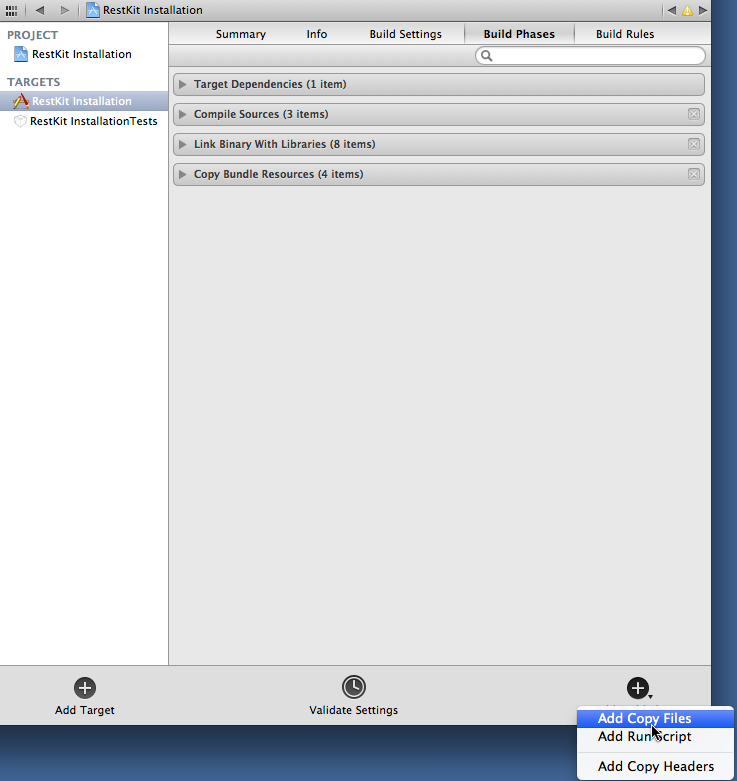 RestKit Installation
PROJECT
RestKit Installation
TARGETS
RestKit Installation
RestKit InstallationTests
Summary Info Build Settings Build Phases Build Rules
Target Dependencies (1 item)
Compile Sources (3 items)
Link Binary With Libraries (8 items)
Copy Bundle Resources (4 items)
Add Target
Validate Settings
Add Copy Files
Add Run Script
Add Copy Headers